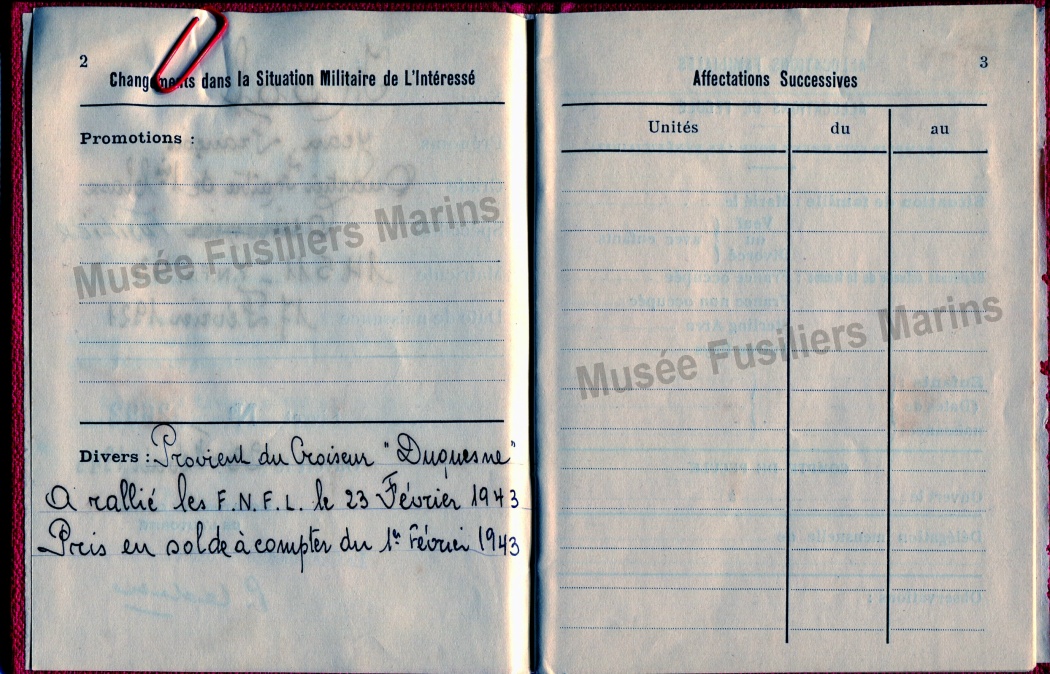 2
Changements dans la Situation Militaire de L'Intéressé
Promotions :
Musée Fusiliers Marins
Divers : Provient du Croiseur "Duquesne"
A rallié les F.N.F.L. le 23 Février 1943
Pris en solde à compter du 1er Février 1943
3
Affectations Successives
Unités du au
Musée Fusiliers Marins